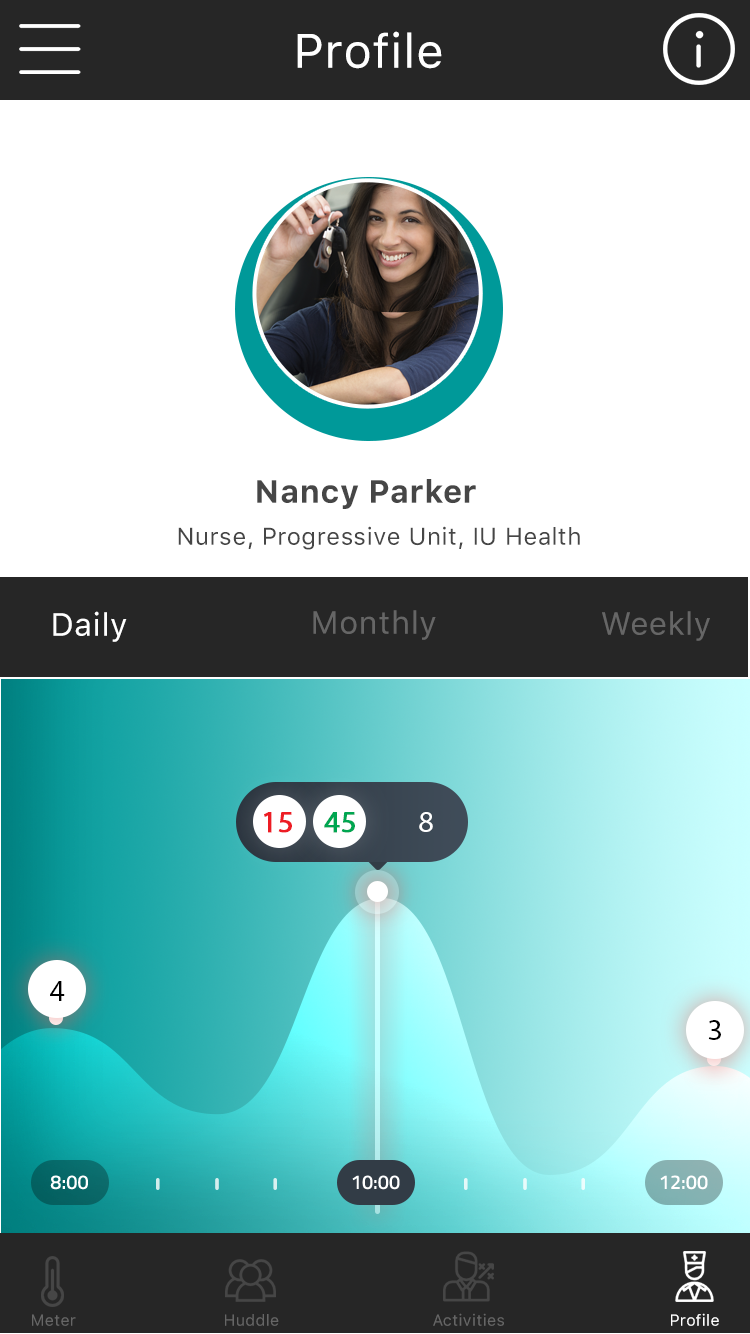 Profile
Nancy Parker
Nurse, Progressive Unit, IU Health
Daily Monthly Weekly
15 45 8
4
3
8:00 10:00 12:00
Meter Huddle Activities Profile